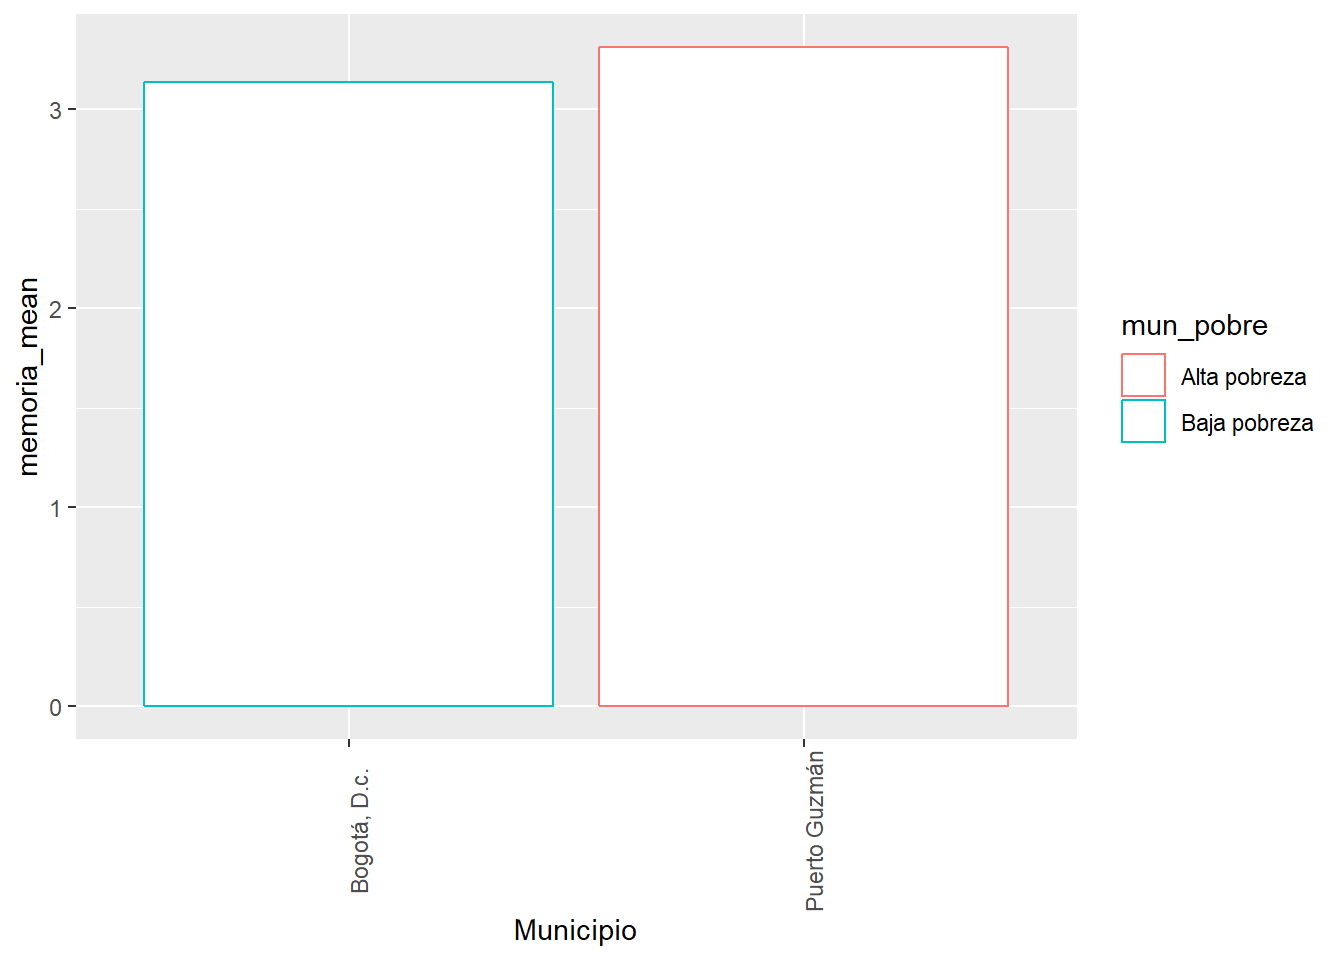 3
2
1
0
memoria_mean
Bogotá, D.c.
Puerto Guzmán
Municipio
mun_pobre
Alta pobreza
Baja pobreza